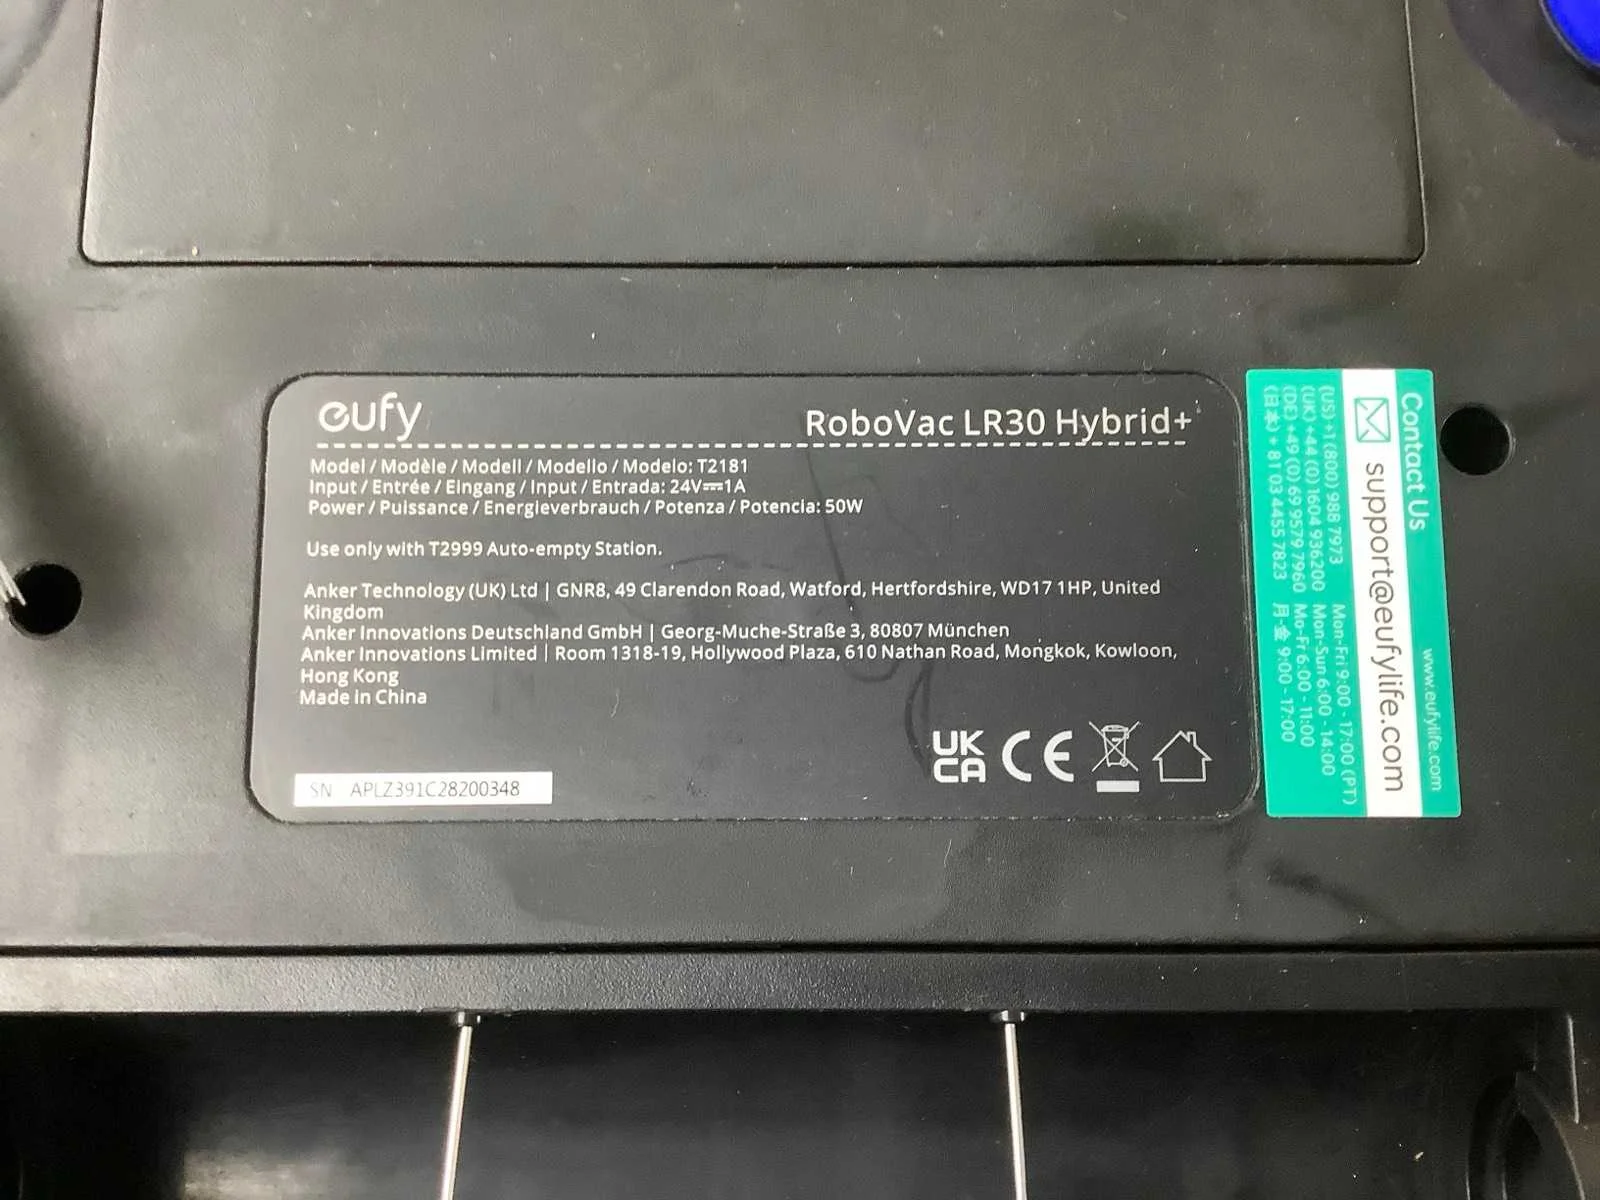 eufy
RoboVac LR30 Hybrid+
Model / Modèle / Modell / Modello / Modelo: T2181
Input / Entrée / Eingang / Input / Entrada: 24V⎓1A
Power / Puissance / Energieverbrauch / Potenza / Potencia: 50W
Use only with T2999 Auto-empty Station.
Anker Technology (UK) Ltd | GNR8, 49 Clarendon Road, Watford, Hertfordshire, WD17 1HP, United
Kingdom
Anker Innovations Deutschland GmbH | Georg-Muche-Straße 3, 80807 München
Anker Innovations Limited | Room 1318-19, Hollywood Plaza, 610 Nathan Road, Mongkok, Kowloon,
Hong Kong
Made in China
UK
CA
CE
SN APLZ391C28200348
Contact Us
www.eufylife.com
support@eufylife.com
(US) +1 (800) 988 7973 Mon-Fri 9:00 - 17:00 (PT)
(UK) +44 (0) 1604 936200 Mon-Sun 6:00 - 14:00
(DE) +49 (0) 69 9579 7960 Mo-Fr 6:00 - 11:00
(日本) + 81 03 4455 7823 月-金 9:00 - 17:00